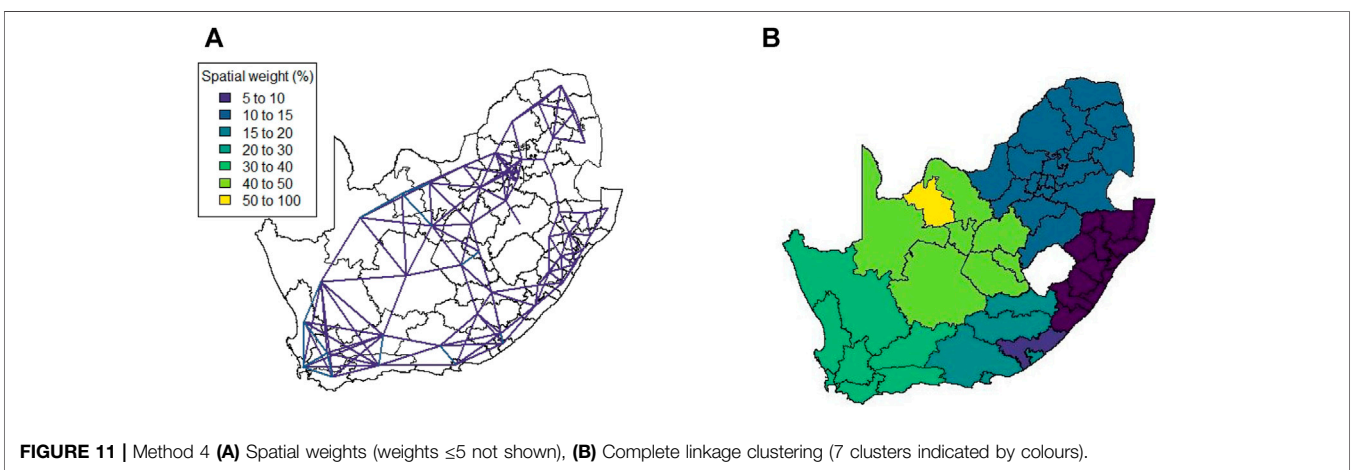 A
B
Spatial weight (%)
5 to 10
10 to 15
15 to 20
20 to 30
30 to 40
40 to 50
50 to 100
FIGURE 11 | Method 4 (A) Spatial weights (weights ≤5 not shown), (B) Complete linkage clustering (7 clusters indicated by colours).